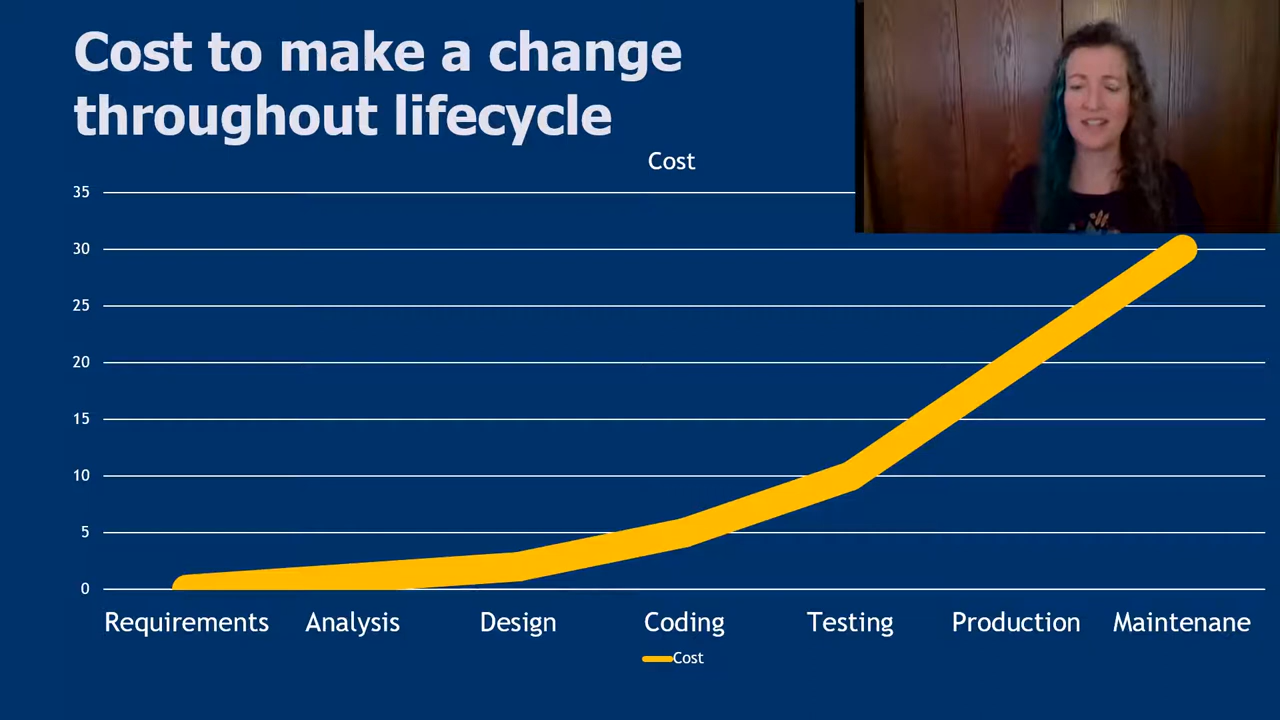 Cost to make a change
throughout lifecycle
Cost
35
30
25
20
15
10
5
0
Requirements Analysis Design Coding Testing Production Maintenane
Cost